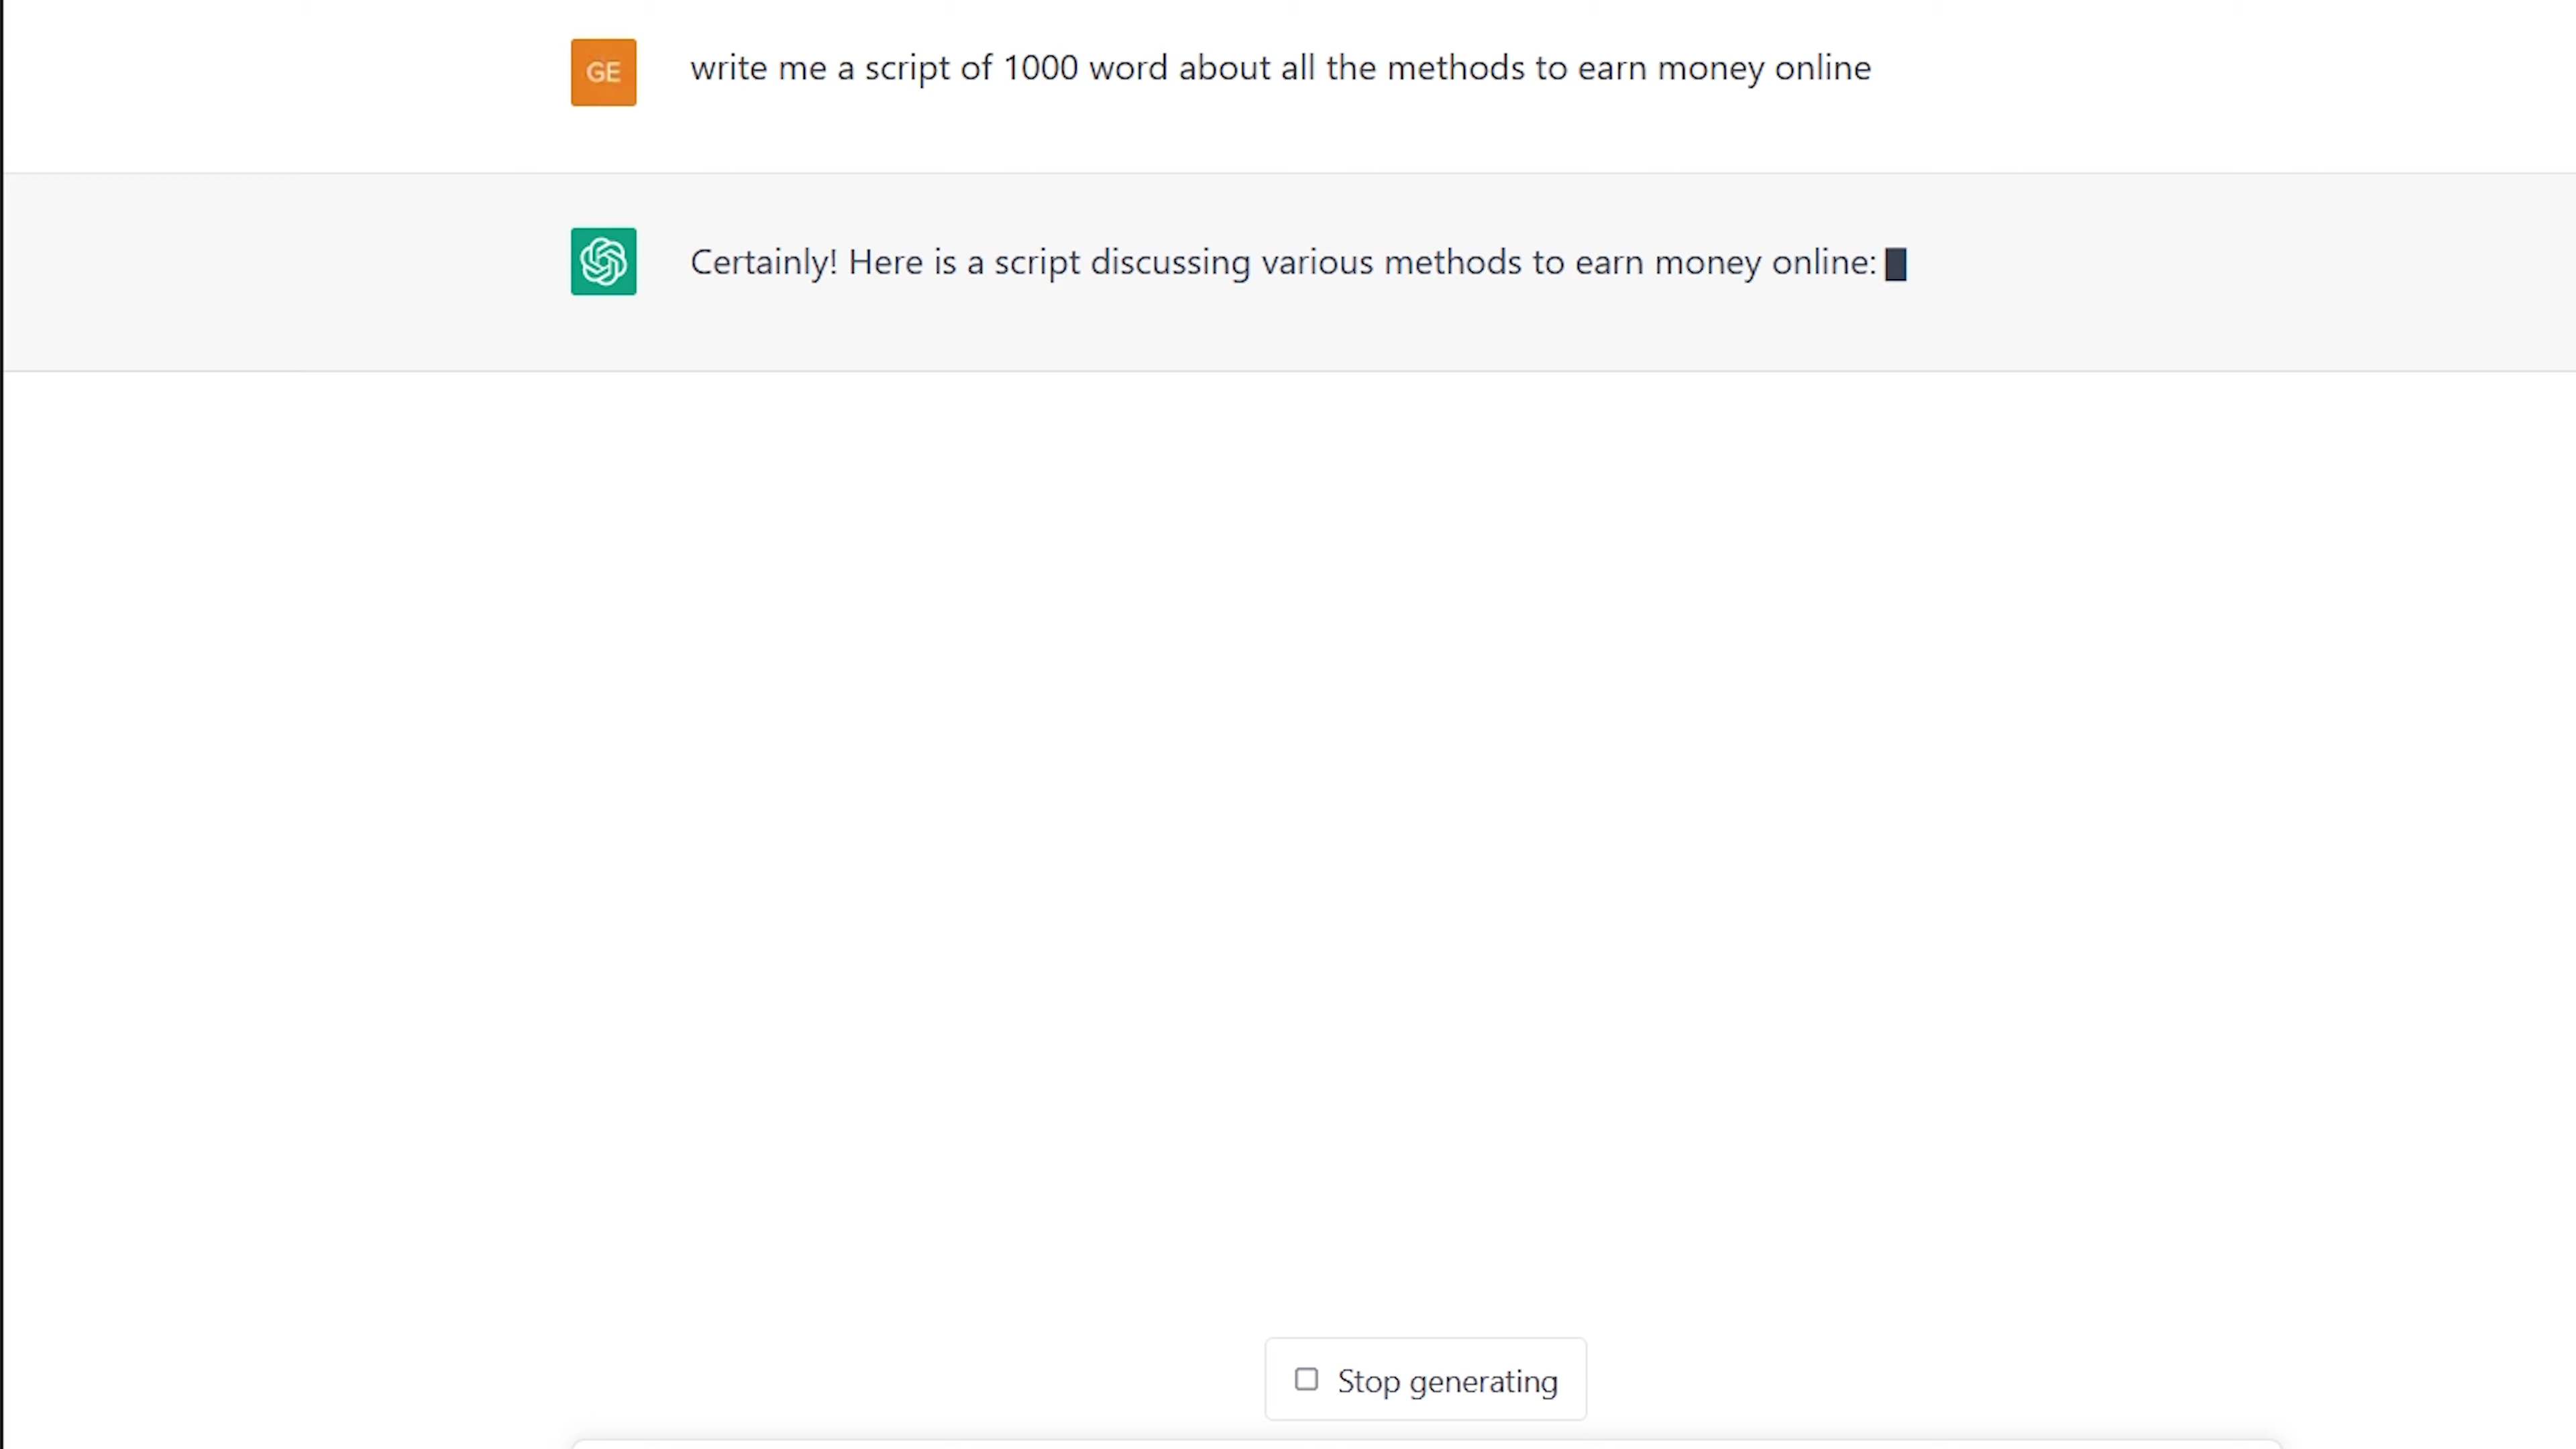 GE
write me a script of 1000 word about all the methods to earn money online
Certainly! Here is a script discussing various methods to earn money online:
Stop generating